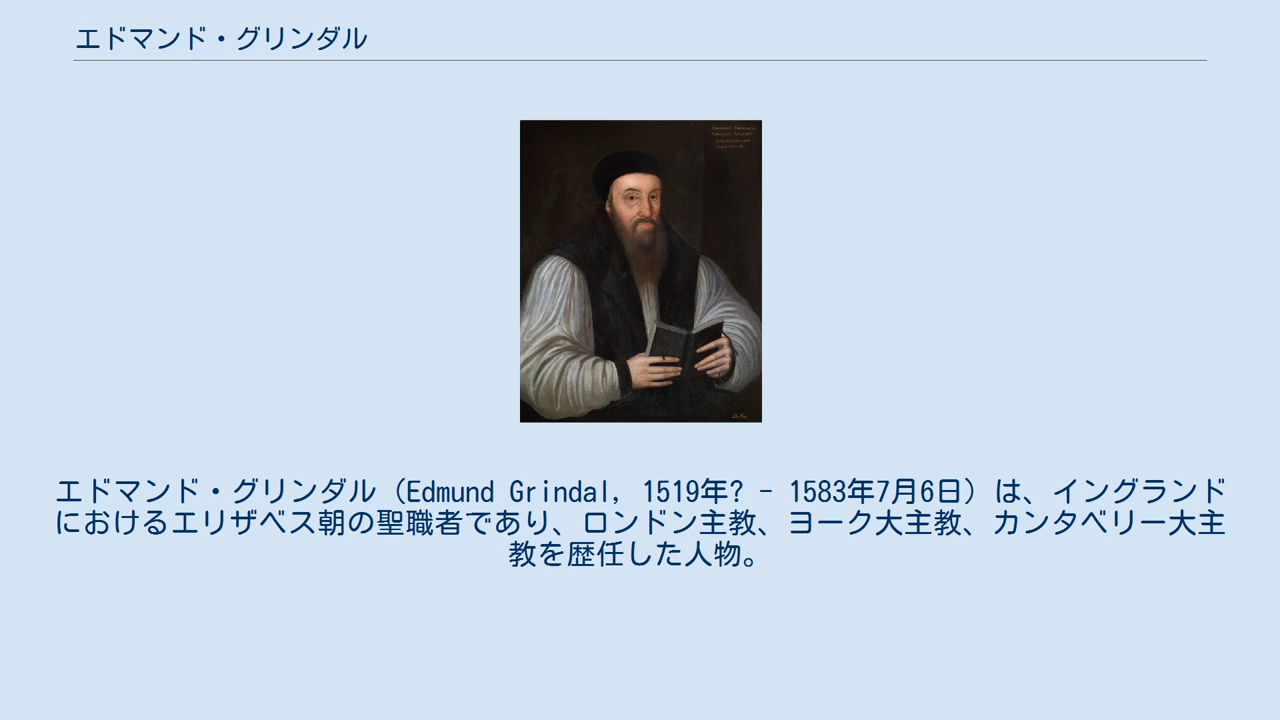 エドマンド・グリンダル
エドマンド・グリンダル（Edmund Grindal, 1519年? - 1583年7月6日）は、イングランド
におけるエリザベス朝の聖職者であり、ロンドン主教、ヨーク大主教、カンタベリー大主
教を歴任した人物。